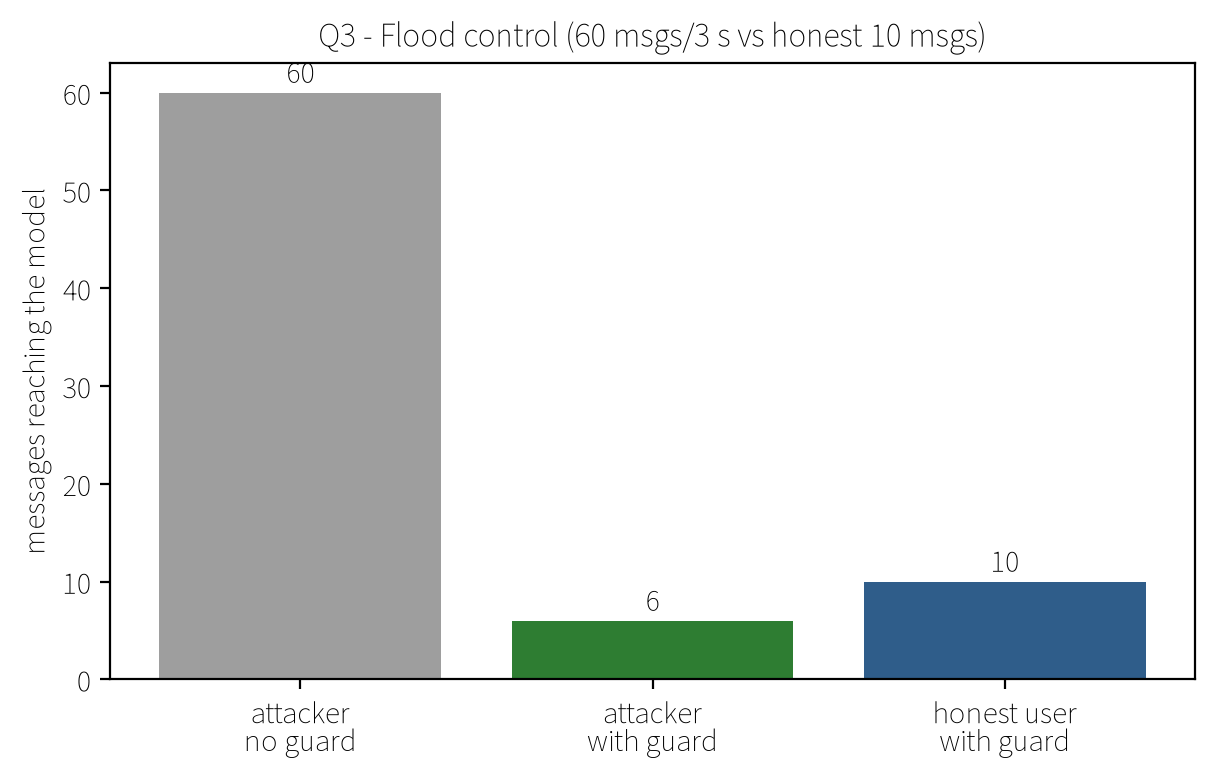 Q3 - Flood control (60 msgs/3 s vs honest 10 msgs)
messages reaching the model
60
50
40
30
20
10
0
60
6
10
attacker
no guard
attacker
with guard
honest user
with guard